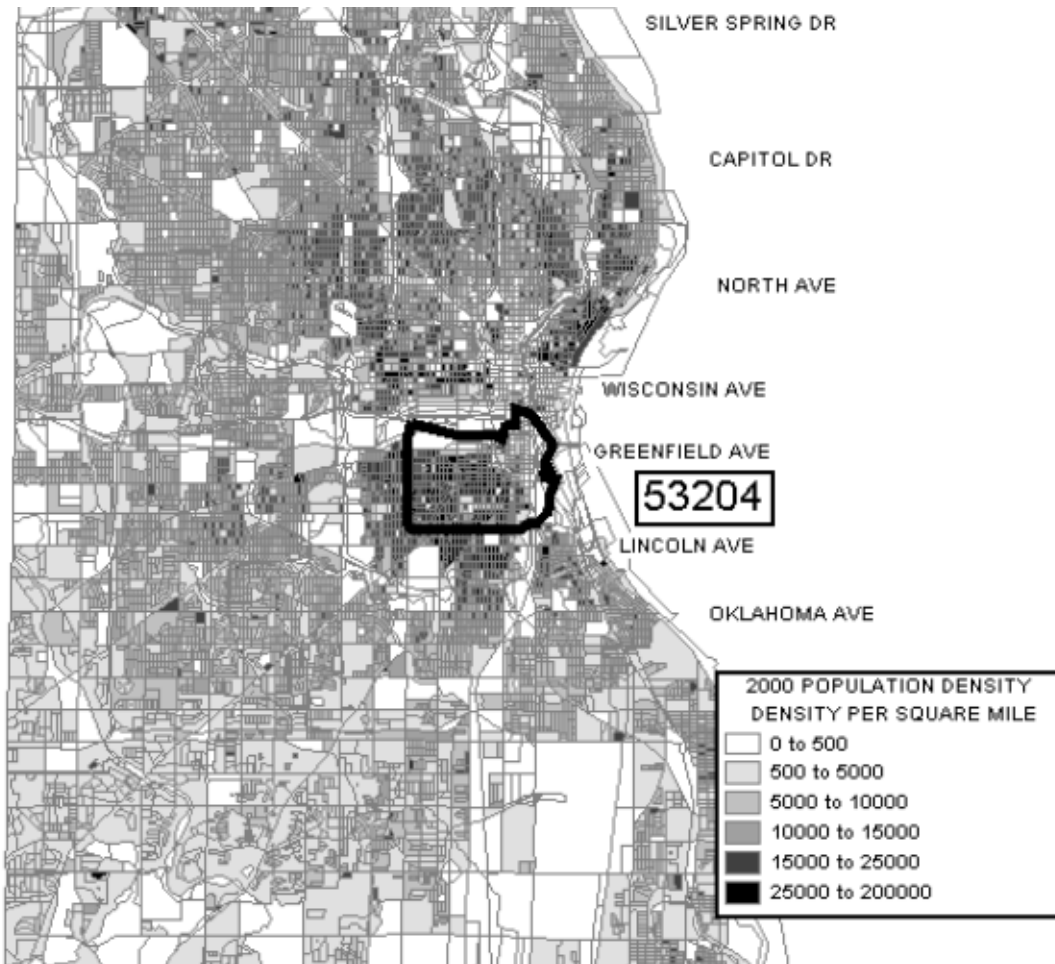 SILVER SPRING DR
CAPITOL DR
NORTH AVE
WISCONSIN AVE
GREENFIELD AVE
53204
LINCOLN AVE
OKLAHOMA AVE
2000 POPULATION DENSITY
DENSITY PER SQUARE MILE
0 to 500
500 to 5000
5000 to 10000
10000 to 15000
15000 to 25000
25000 to 200000